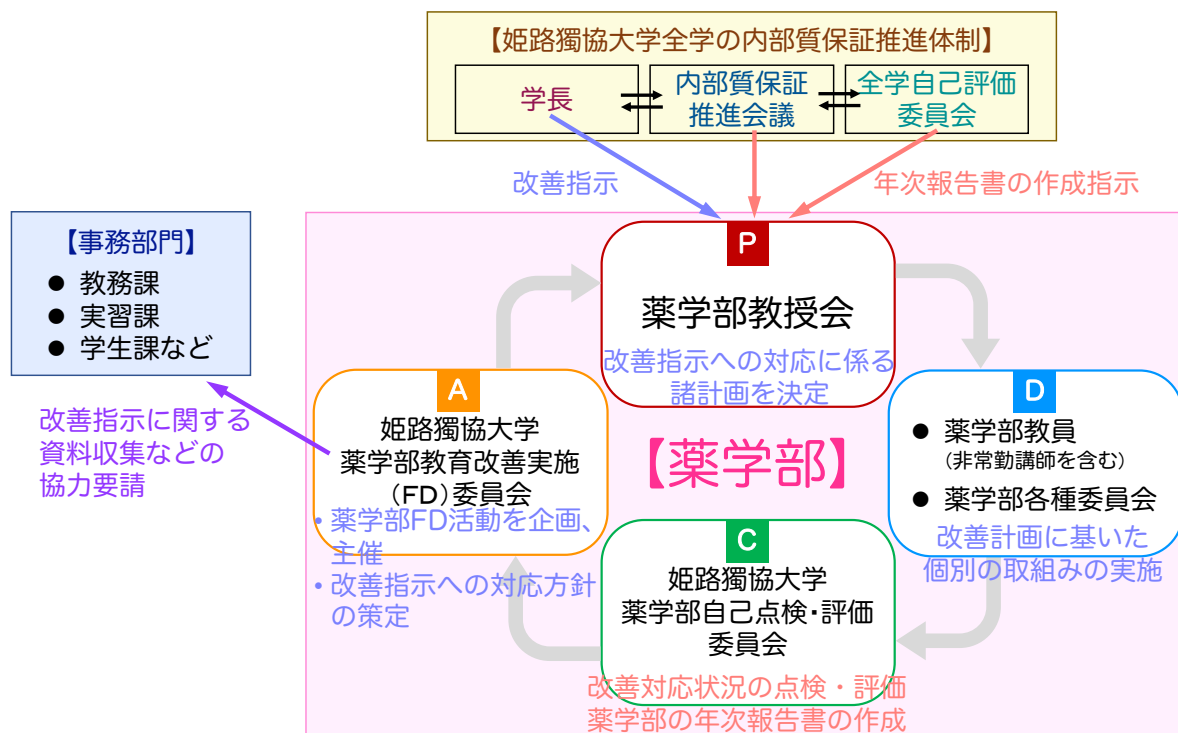 【姫路獨協大学全学の内部質保証推進体制】
学長
内部質保証
推進会議
全学自己評価
委員会
改善指示
年次報告書の作成指示
【事務部門】
● 教務課
● 実習課
● 学生課など
改善指示に関する
資料収集などの
協力要請
P
薬学部教授会
改善指示への対応に係る
諸計画を決定
A
姫路獨協大学
薬学部教育改善実施
（FD）委員会
• 薬学部FD活動を企画、
主催
• 改善指示への対応方針
の策定
【薬学部】
D
● 薬学部教員
（非常勤講師を含む）
● 薬学部各種委員会
改善計画に基いた
個別の取組みの実施
C
姫路獨協大学
薬学部自己点検・評価
委員会
改善対応状況の点検・評価
薬学部の年次報告書の作成